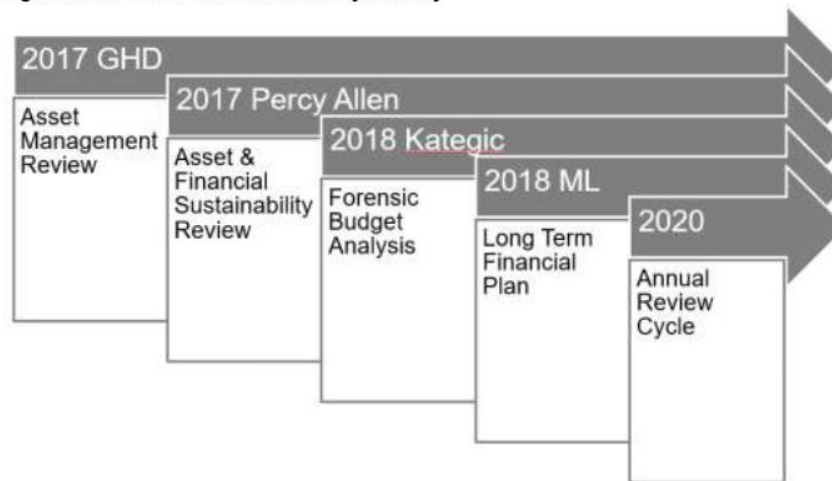 2017 GHD
Asset
Management
Review
2017 Percy Allen
Asset &
Financial
Sustainability
Review
2018 Kategic
Forensic
Budget
Analysis
2018 ML
Long Term
Financial
Plan
2020
Annual
Review
Cycle